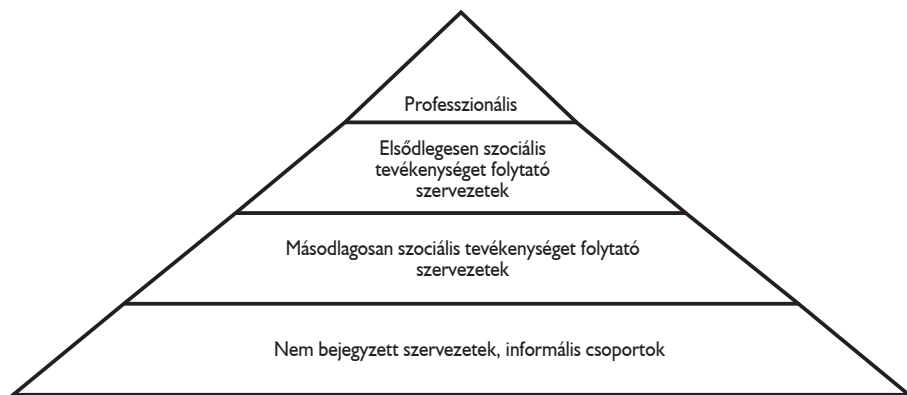 Professzionális
Elsődlegesen szociális
tevékenységet folytató
szervezetek
Másodlagosan szociális tevékenységet folytató
szervezetek
Nem bejegyzett szervezetek, informális csoportok